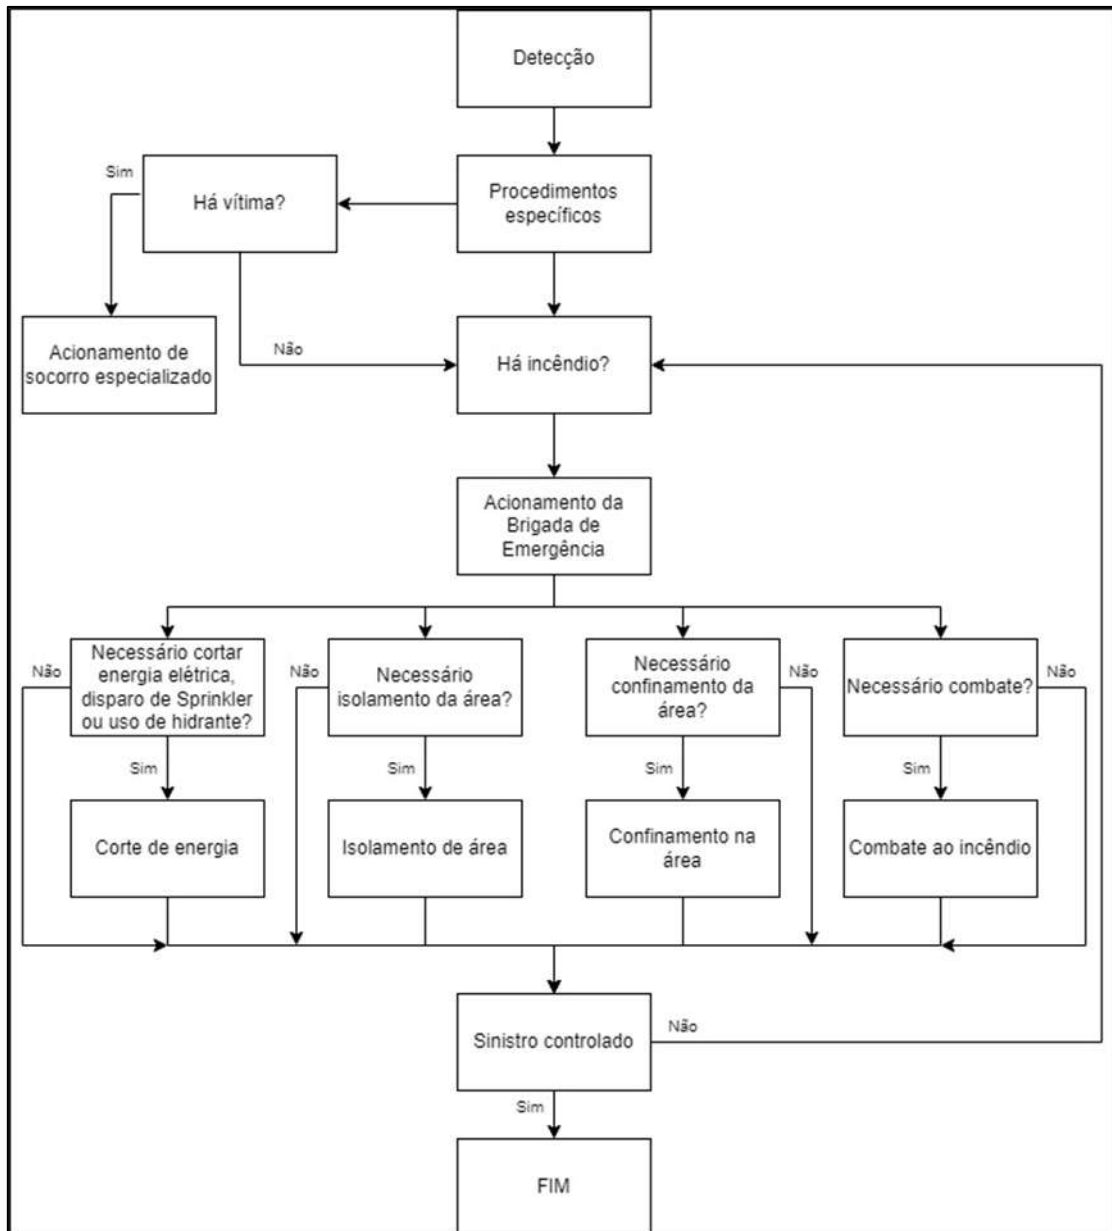 Detecção
Sim
Há vítima?
Procedimentos
específicos
Acionamento de
socorro especializado
Não
Há incêndio?
Acionamento da
Brigada de
Emergência
Não
Necessário cortar
energia elétrica,
disparo de Sprinkler
ou uso de hidrante?
Não
Necessário
isolamento da área?
Necessário
confinamento da
área?
Não
Necessário combate?
Não
Sim
Sim
Sim
Sim
Corte de energia
Isolamento de área
Confinamento na
área
Combate ao incêndio
Sinistro controlado
Não
Sim
FIM